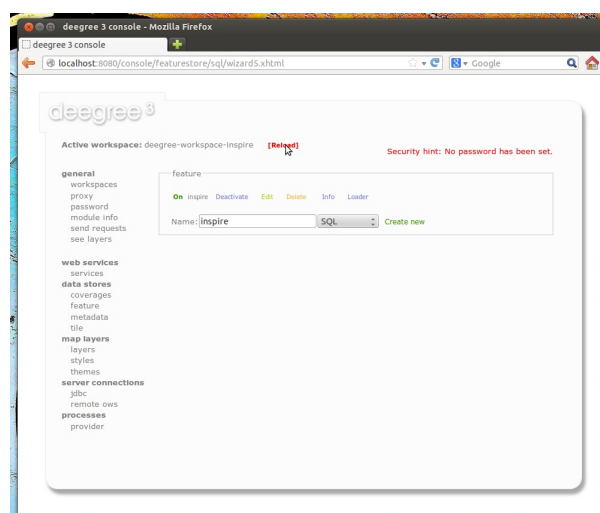 deegree 3 console - Mozilla Firefox
deegree 3 console
localhost:8080/console/featurestore/sql/wizard5.xhtml
Google
deegree 3
Active workspace: deegree-workspace-inspire [Reload]
Security hint: No password has been set.
general
workspaces
proxy
password
module info
send requests
see layers
web services
services
data stores
coverages
feature
metadata
tile
map layers
layers
styles
themes
server connections
jdbc
remote ows
processes
provider
feature
On inspire Deactivate Edit Delete Info Loader
Name: inspire SQL Create new